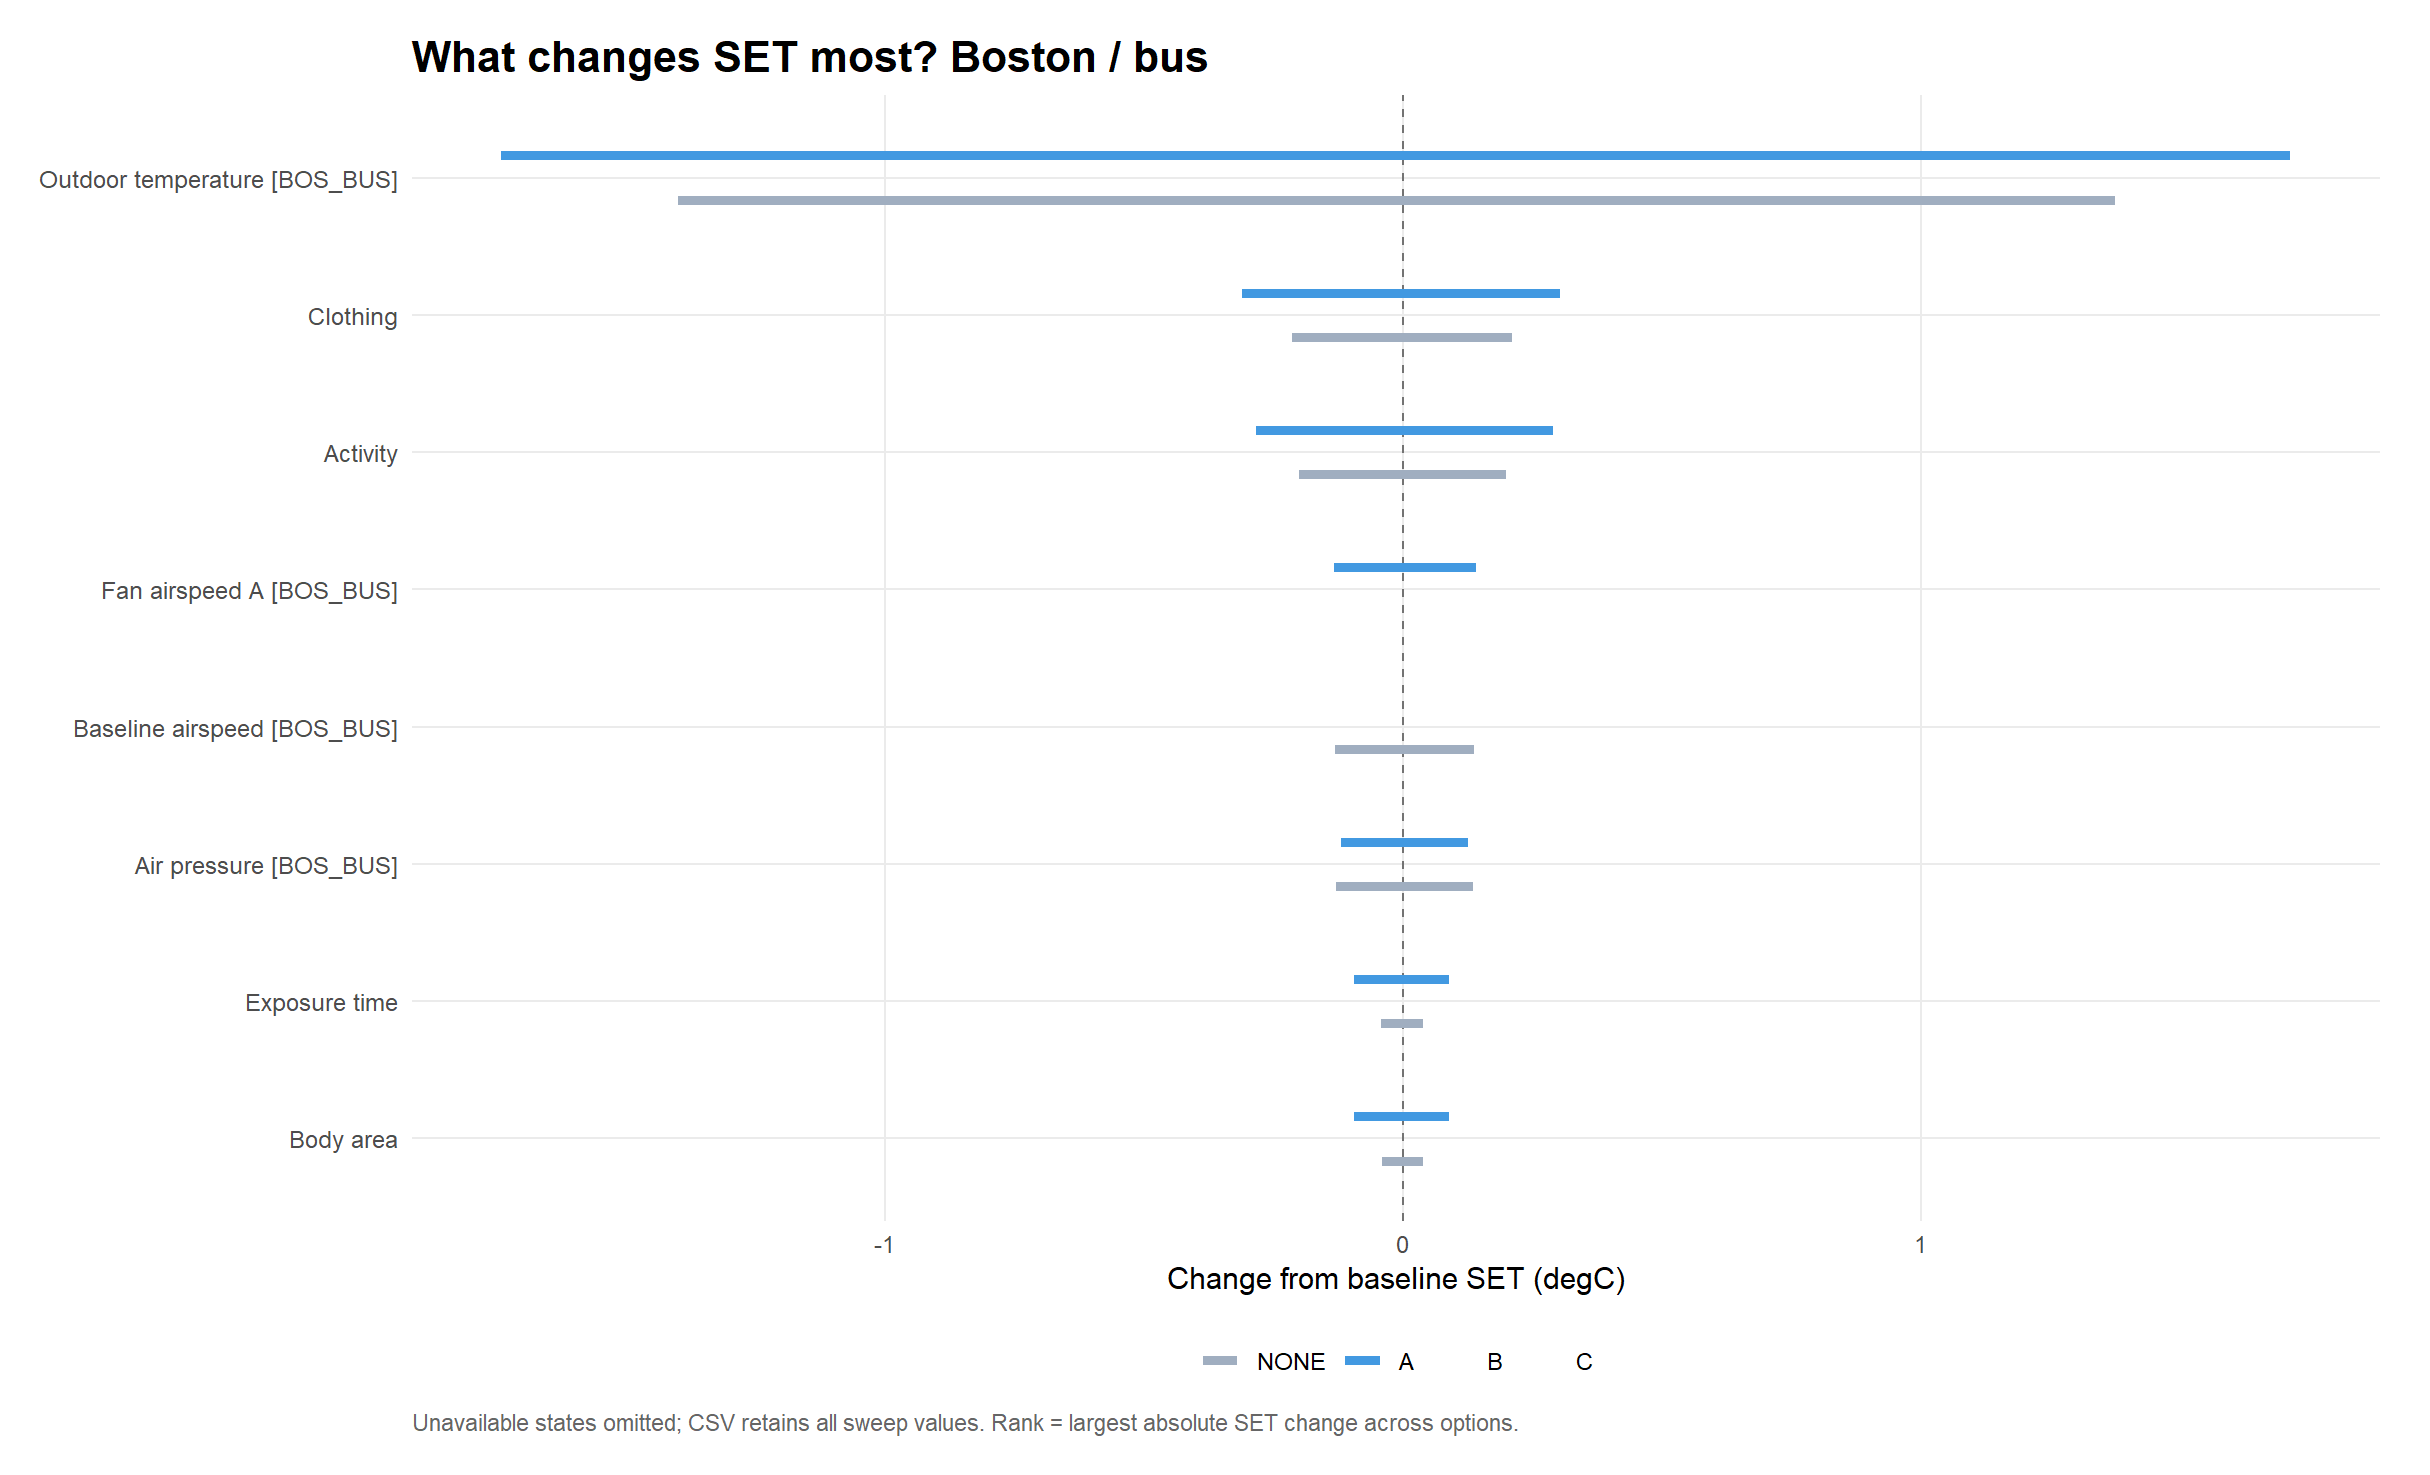 What changes SET most? Boston / bus
Outdoor temperature [BOS_BUS]
Clothing
Activity
Fan airspeed A [BOS_BUS]
Baseline airspeed [BOS_BUS]
Air pressure [BOS_BUS]
Exposure time
Body area
-1 0 1
Change from baseline SET (degC)
NONE A B C
Unavailable states omitted; CSV retains all sweep values. Rank = largest absolute SET change across options.